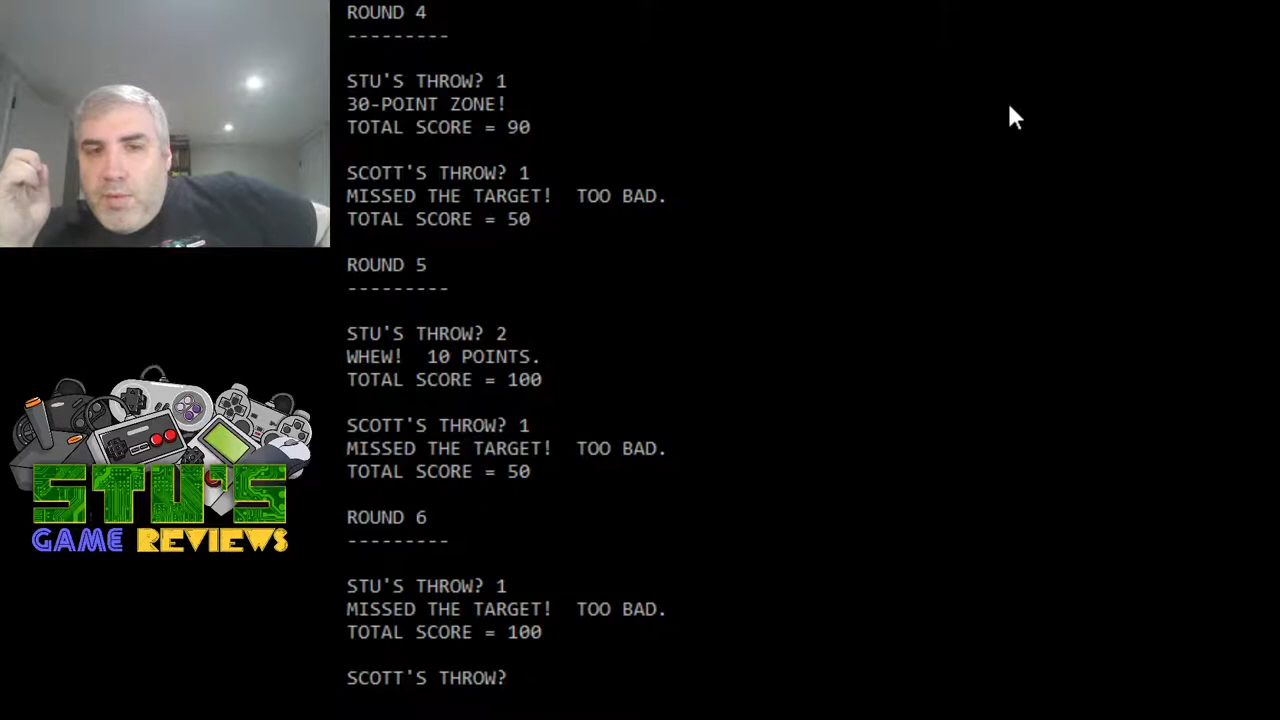 ROUND 4
---------
STU'S THROW? 1
30-POINT ZONE!
TOTAL SCORE = 90
SCOTT'S THROW? 1
MISSED THE TARGET!  TOO BAD.
TOTAL SCORE = 50
ROUND 5
---------
STU'S THROW? 2
WHEW!  10 POINTS.
TOTAL SCORE = 100
SCOTT'S THROW? 1
MISSED THE TARGET!  TOO BAD.
TOTAL SCORE = 50
ROUND 6
---------
STU'S THROW? 1
MISSED THE TARGET!  TOO BAD.
TOTAL SCORE = 100
SCOTT'S THROW?
STU'S
GAME REVIEWS